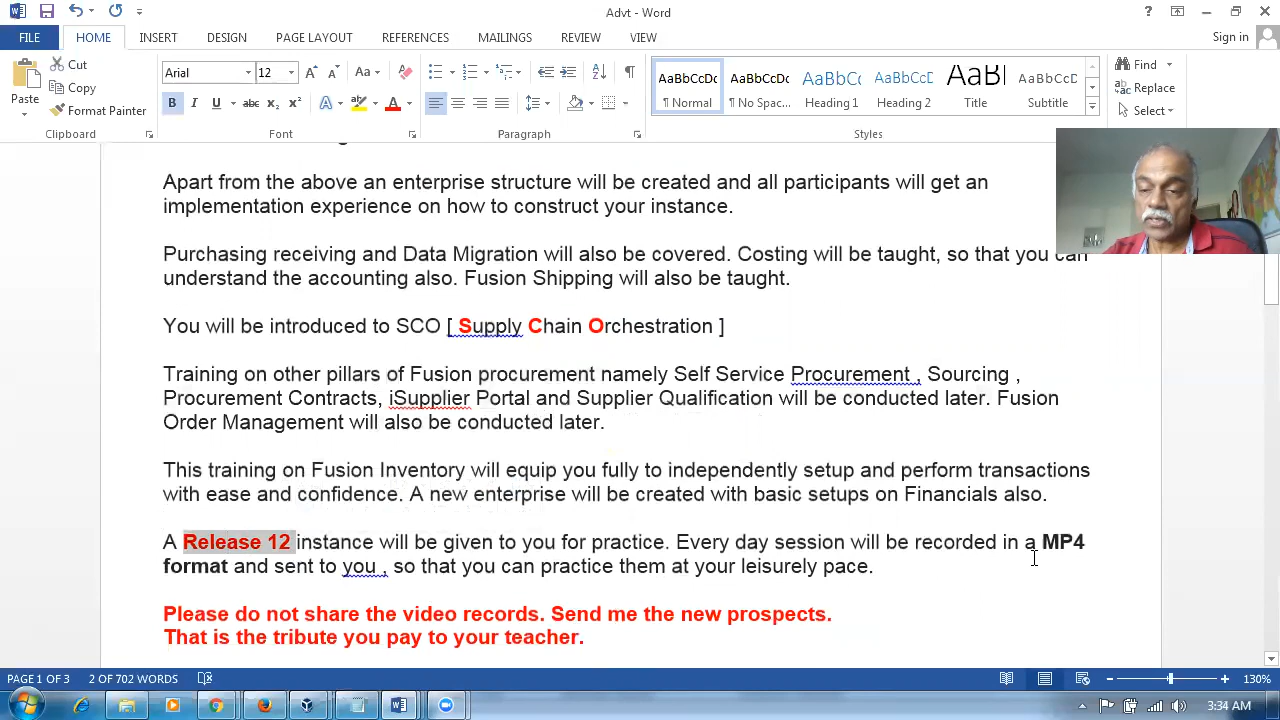 Advt - Word
FILE HOME INSERT DESIGN PAGE LAYOUT REFERENCES MAILINGS REVIEW VIEW Sign in
Cut
Copy
Format Painter
Paste
Arial 12
Aa
B I U abc x₂ x²
A A
AaBbCcDc AaBbCcDc AaBbCc AaBbCcD AaBl AaBbCcD
¶ Normal ¶ No Spac... Heading 1 Heading 2 Title Subtitle
Find
Replace
Select
Clipboard Font Paragraph Styles Editing
Apart from the above an enterprise structure will be created and all participants will get an
implementation experience on how to construct your instance.
Purchasing receiving and Data Migration will also be covered. Costing will be taught, so that you can
understand the accounting also. Fusion Shipping will also be taught.
You will be introduced to SCO [ Supply Chain Orchestration ]
Training on other pillars of Fusion procurement namely Self Service Procurement , Sourcing ,
Procurement Contracts, iSupplier Portal and Supplier Qualification will be conducted later. Fusion
Order Management will also be conducted later.
This training on Fusion Inventory will equip you fully to independently setup and perform transactions
with ease and confidence. A new enterprise will be created with basic setups on Financials also.
A Release 12 instance will be given to you for practice. Every day session will be recorded in a MP4
format and sent to you , so that you can practice them at your leisurely pace.
Please do not share the video records. Send me the new prospects.
That is the tribute you pay to your teacher.
PAGE 1 OF 3 2 OF 702 WORDS 130%
3:34 AM